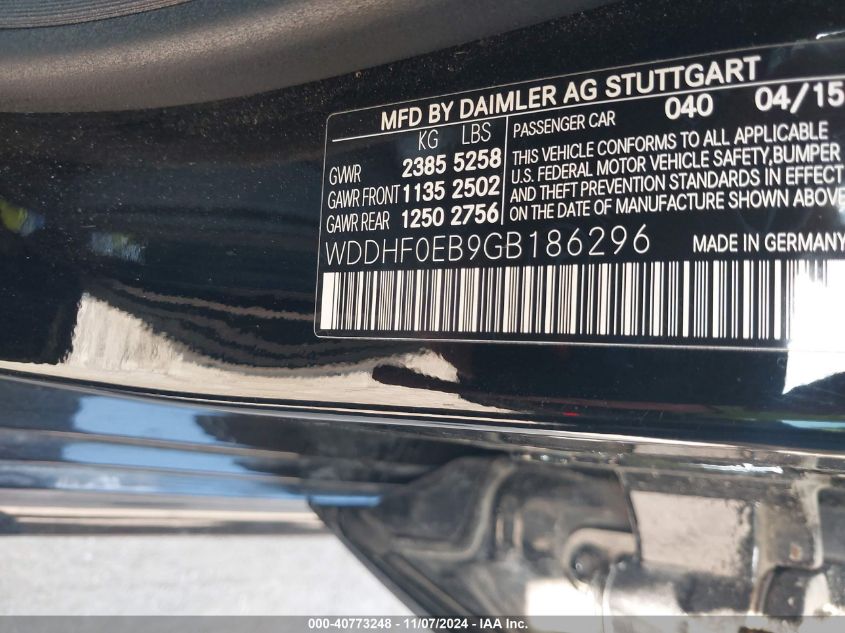 MFD BY DAIMLER AG STUTTGART
KG LBS
GVWR 2385 5258
GAWR FRONT 1135 2502
GAWR REAR 1250 2756
PASSENGER CAR 040 04/15
THIS VEHICLE CONFORMS TO ALL APPLICABLE
U.S. FEDERAL MOTOR VEHICLE SAFETY,BUMPER
AND THEFT PREVENTION STANDARDS IN EFFECT
ON THE DATE OF MANUFACTURE SHOWN ABOVE
WDDHF0EB9GB186296 MADE IN GERMANY
000-40773248 - 11/07/2024 - IAA Inc.